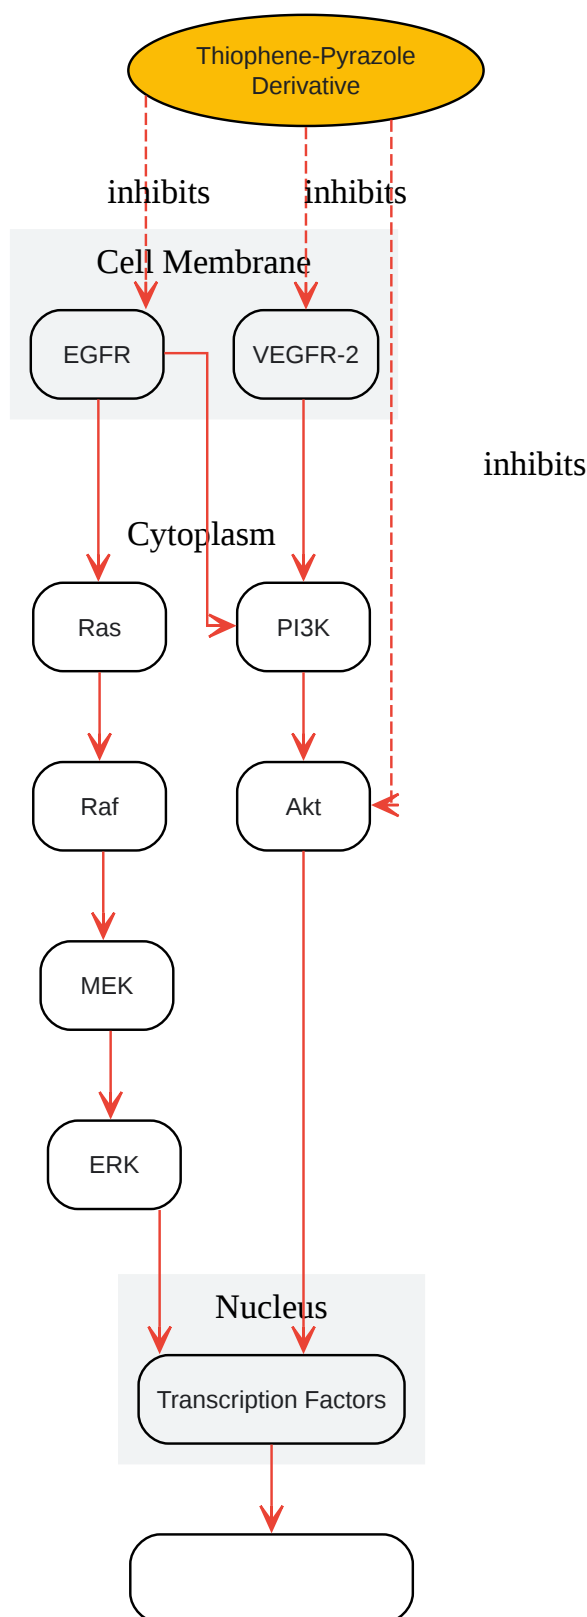 Thiophene-Pyrazole
Derivative
inhibits
inhibits
Cell Membrane
EGFR
VEGFR-2
inhibits
Cytoplasm
Ras
PI3K
Raf
Akt
MEK
ERK
Nucleus
Transcription Factors